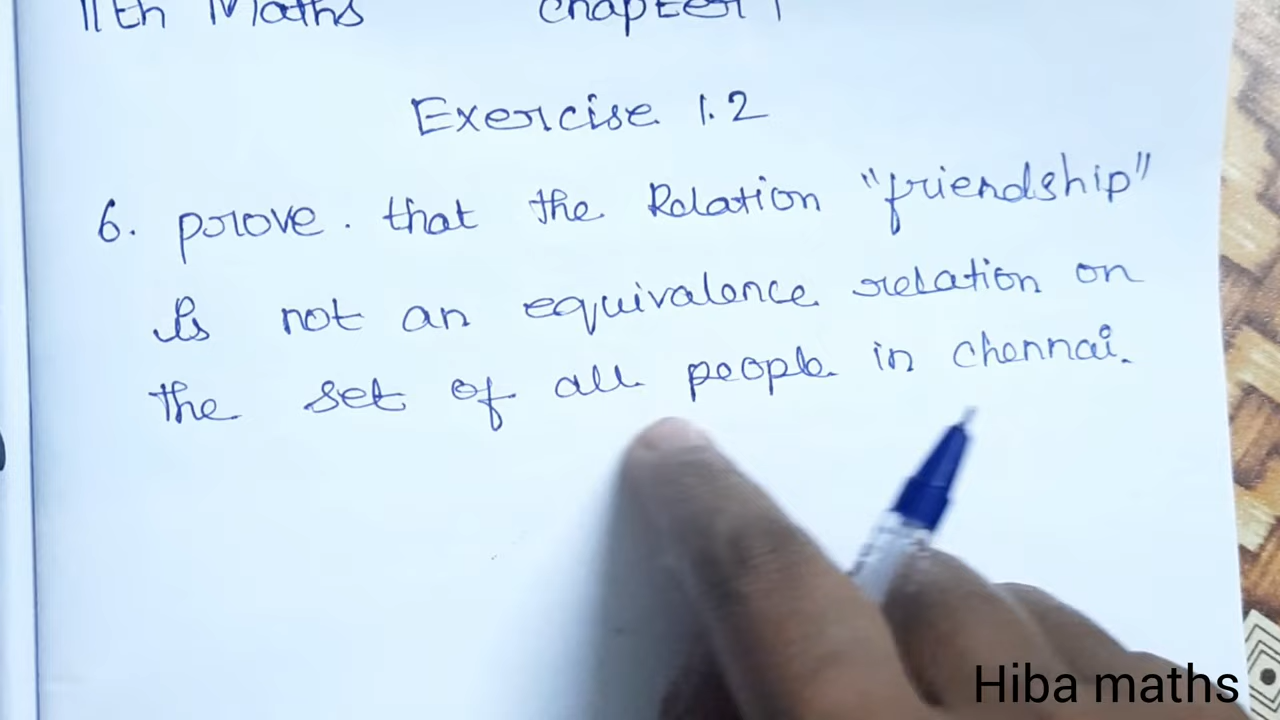 11th Maths Chapter 1
Exercise 1.2
6. prove. that the Relation "friendship"
is not an equivalence relation on
the set of all people in chennai.
Hiba maths